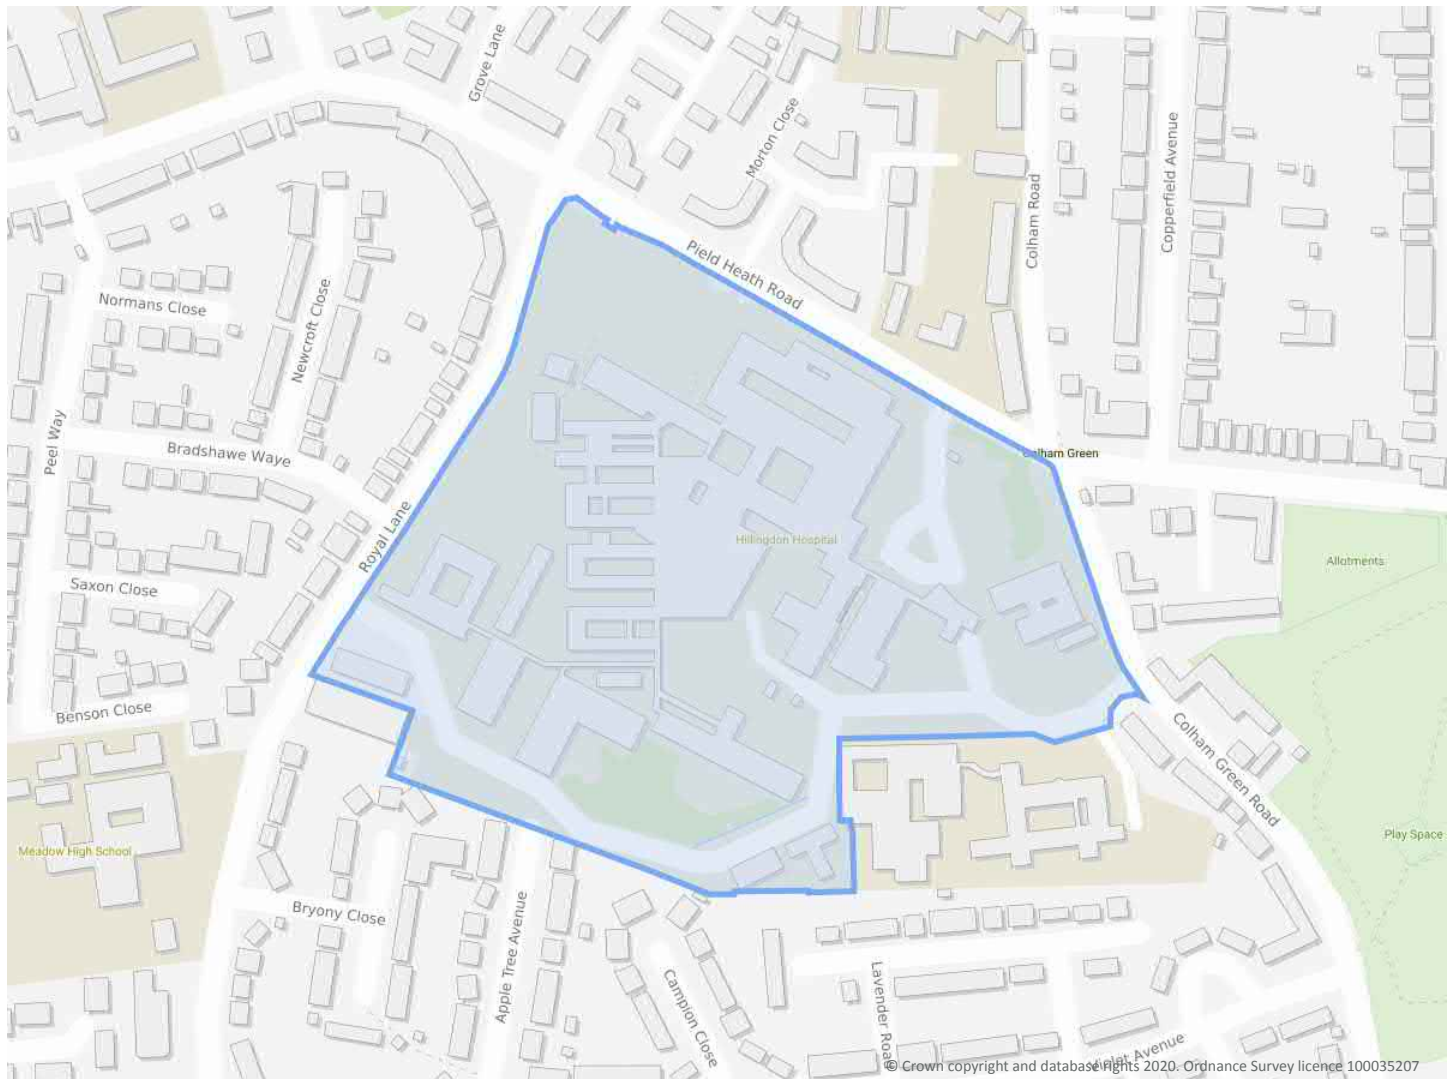 Grove Lane
Morton Close
Copperfield Avenue
Colham Road
Pield Heath Road
Normans Close
Newcroft Close
Peel Way
Bradshawe Waye
Colham Green
Royal Lane
Hillingdon Hospital
Allotments
Saxon Close
Benson Close
Colham Green Road
Meadow High School
Play Space
Bryony Close
Apple Tree Avenue
Campion Close
Lavender Road
Violet Avenue
© Crown copyright and database rights 2020. Ordnance Survey licence 100035207